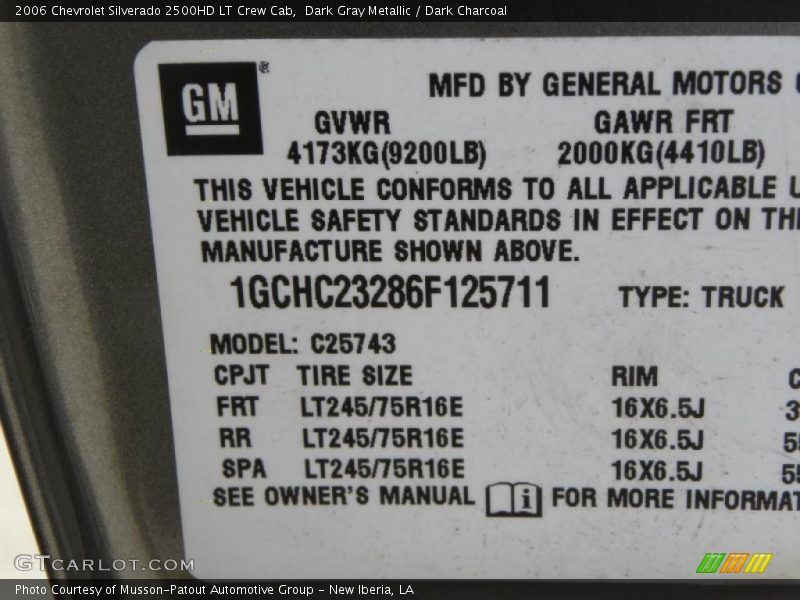 2006 Chevrolet Silverado 2500HD LT Crew Cab,  Dark Gray Metallic / Dark Charcoal
GM ®
MFD BY GENERAL MOTORS
GVWR GAWR FRT
4173KG(9200LB) 2000KG(4410LB)
THIS VEHICLE CONFORMS TO ALL APPLICABLE U
VEHICLE SAFETY STANDARDS IN EFFECT ON TH
MANUFACTURE SHOWN ABOVE.
1GCHC23286F125711 TYPE: TRUCK
MODEL: C25743
CPJT TIRE SIZE RIM C
FRT LT245/75R16E 16X6.5J 3
RR LT245/75R16E 16X6.5J 5
SPA LT245/75R16E 16X6.5J 5
SEE OWNER'S MANUAL i FOR MORE INFORMAT
GTCARLOT.COM
Photo Courtesy of Musson-Patout Automotive Group - New Iberia, LA